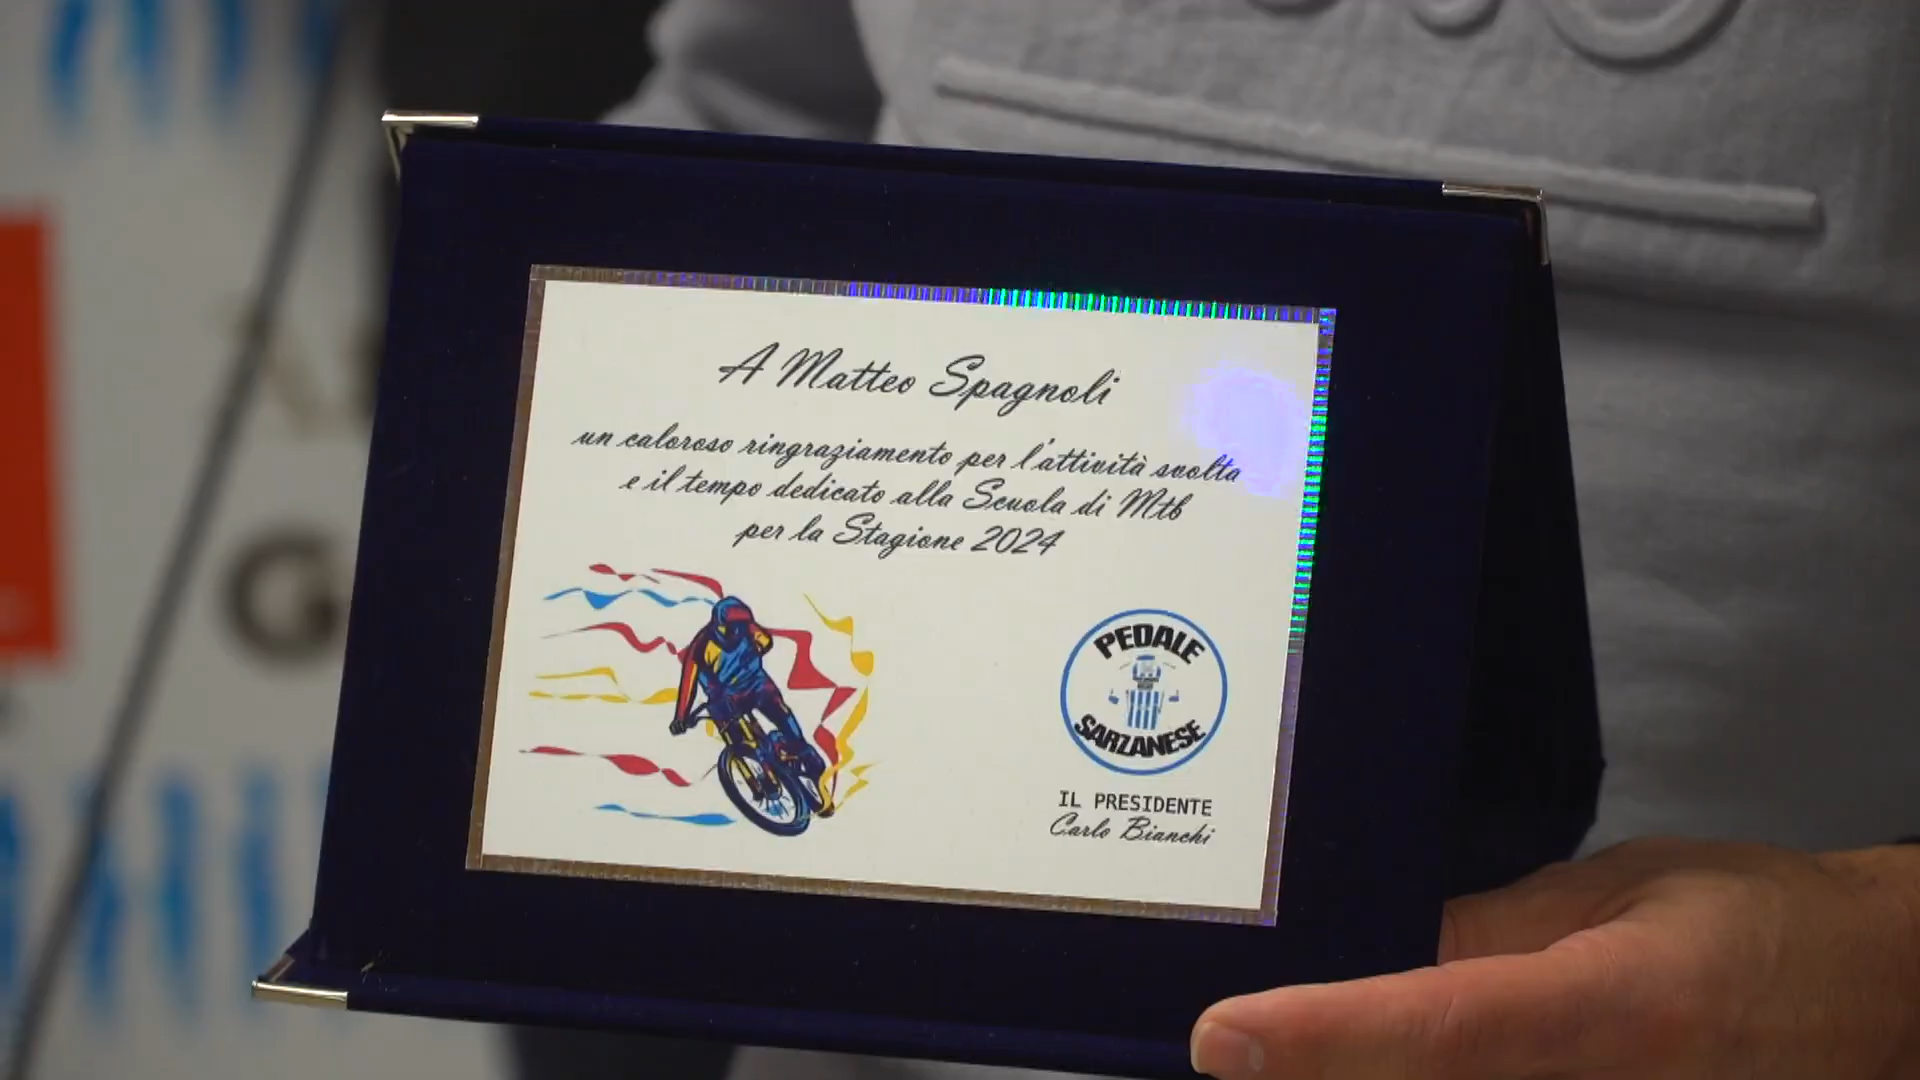 A Matteo Spagnoli
un caloroso ringraziamento per l'attività svolta
e il tempo dedicato alla Scuola di Mtb
per la Stagione 2024
PEDALE
SARZANESE
IL PRESIDENTE
Carlo Bianchi